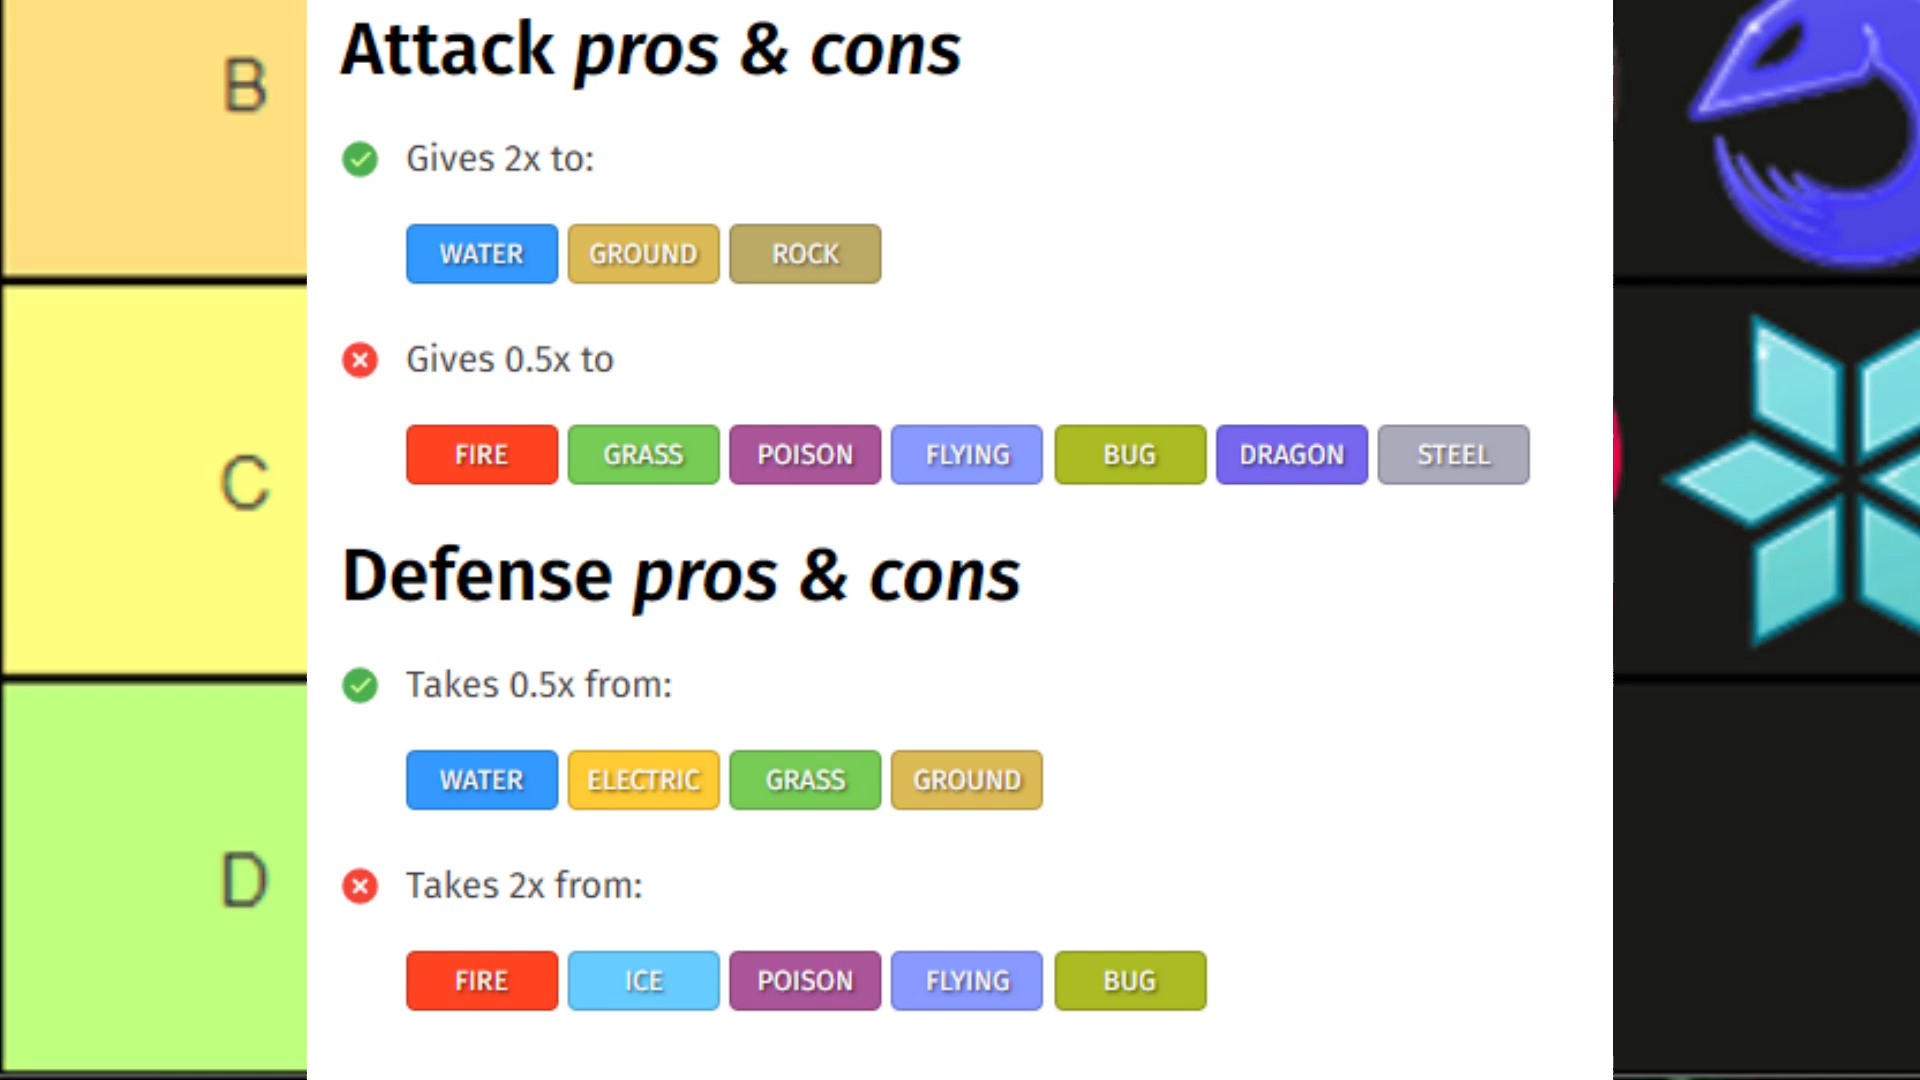 B
C
D
Attack pros & cons
Gives 2x to:
WATER GROUND ROCK
Gives 0.5x to
FIRE GRASS POISON FLYING BUG DRAGON STEEL
Defense pros & cons
Takes 0.5x from:
WATER ELECTRIC GRASS GROUND
Takes 2x from:
FIRE ICE POISON FLYING BUG